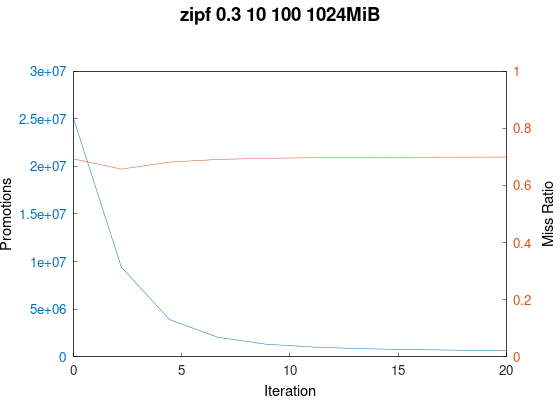 zipf 0.3 10 100 1024MiB
3e+07
2.5e+07
2e+07
1.5e+07
1e+07
5e+06
0
Promotions
1
0.8
0.6
0.4
0.2
0
Miss Ratio
0 5 10 15 20
Iteration